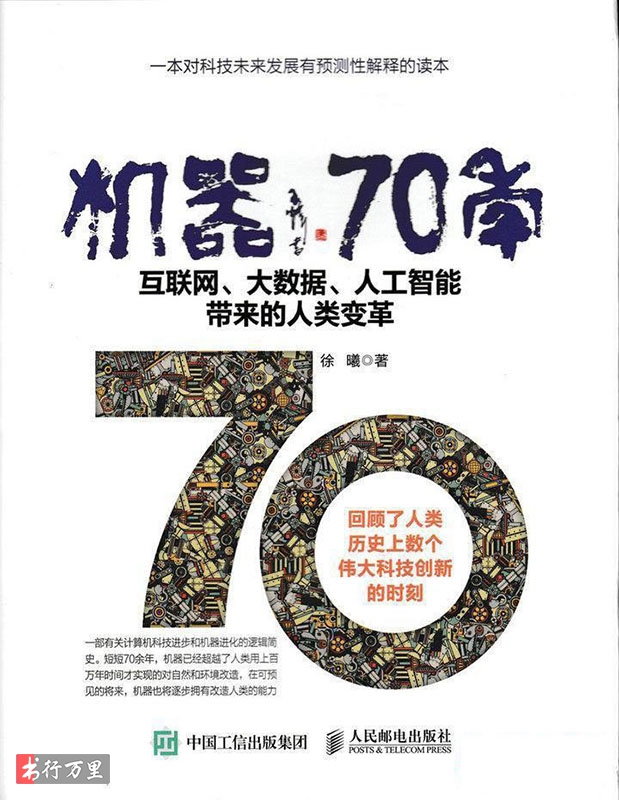 一本对科技未来发展有预测性解释的读本
机器70年
互联网、大数据、人工智能
带来的人类变革
徐 曦◎著
70
回顾了人类
历史上数个
伟大科技创新
的时刻
一部有关计算机科技进步和机器进化的逻辑简
史。短短70余年，机器已经超越了人类用上百
万年时间才实现的对自然和环境改造，在可预
见的将来，机器也将逐步拥有改造人类的能力
中国工信出版集团
人民邮电出版社
POSTS & TELECOM PRESS
书行万里